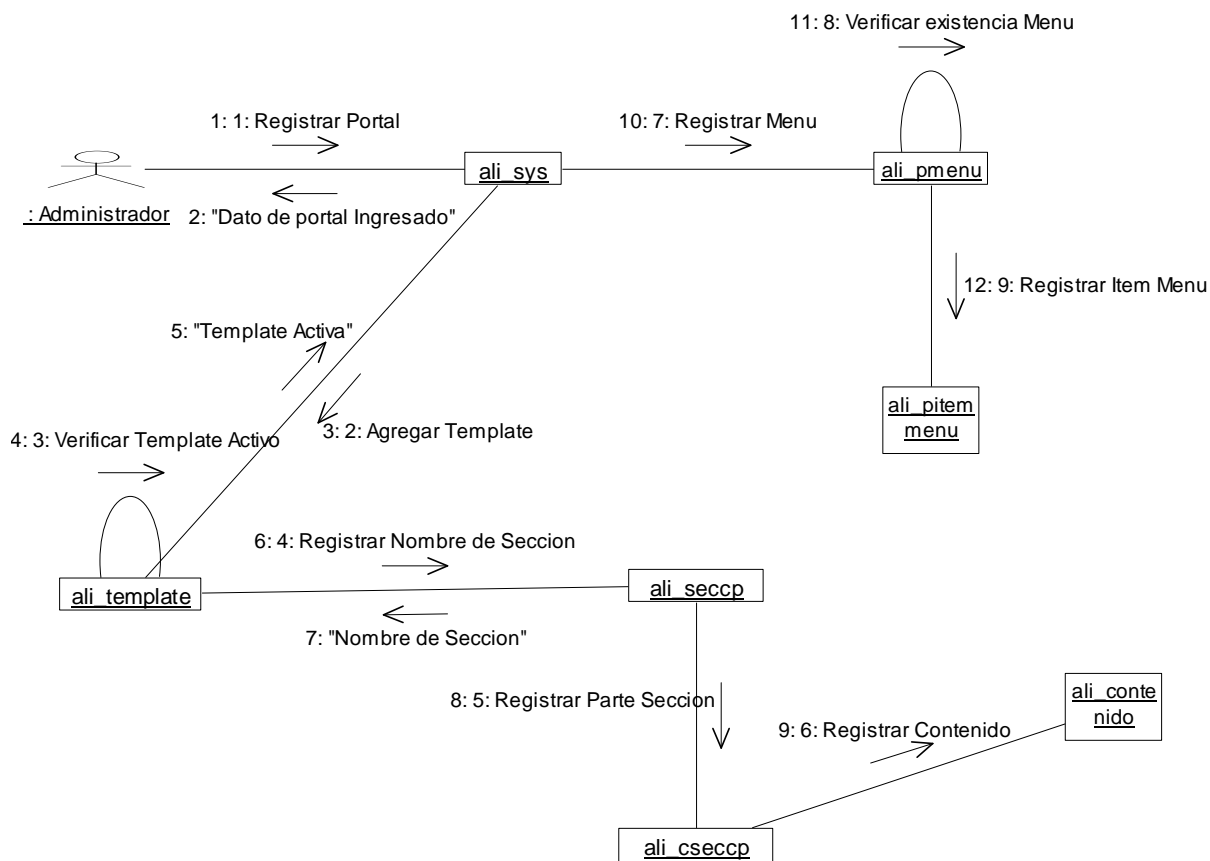 11: 8: Verificar existencia Menu
1: 1: Registrar Portal
10: 7: Registrar Menu
ali_sys
ali_pmenu
: Administrador
2: "Dato de portal Ingresado"
12: 9: Registrar Item Menu
5: "Template Activa"
ali_pitem
menu
3: 2: Agregar Template
4: 3: Verificar Template Activo
6: 4: Registrar Nombre de Seccion
ali_template
ali_seccp
7: "Nombre de Seccion"
8: 5: Registrar Parte Seccion
ali_conte
nido
9: 6: Registrar Contenido
ali_cseccp